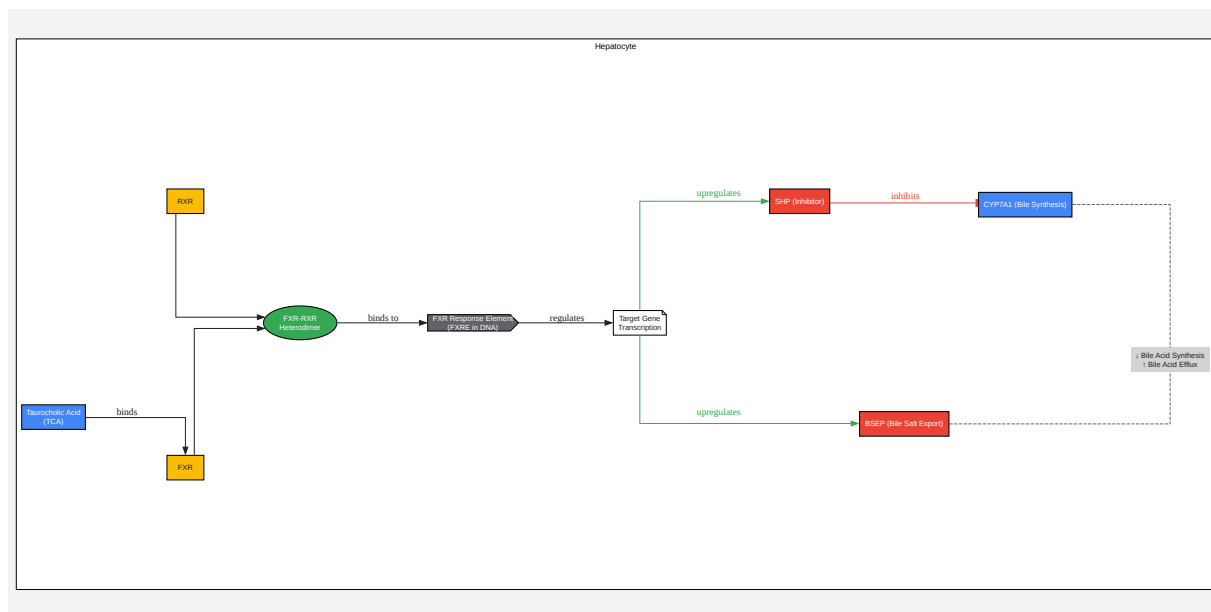 Hepatocyte
RXR
upregulates
SHP (Inhibitor)
inhibits
CYP7A1 (Bile Synthesis)
FXR-RXR
Heterodimer
binds to
FXR Response Element
(FXRE in DNA)
regulates
Target Gene
Transcription
↓ Bile Acid Synthesis
↑ Bile Acid Efflux
Taurocholic Acid
(TCA)
binds
FXR
upregulates
BSEP (Bile Salt Export)